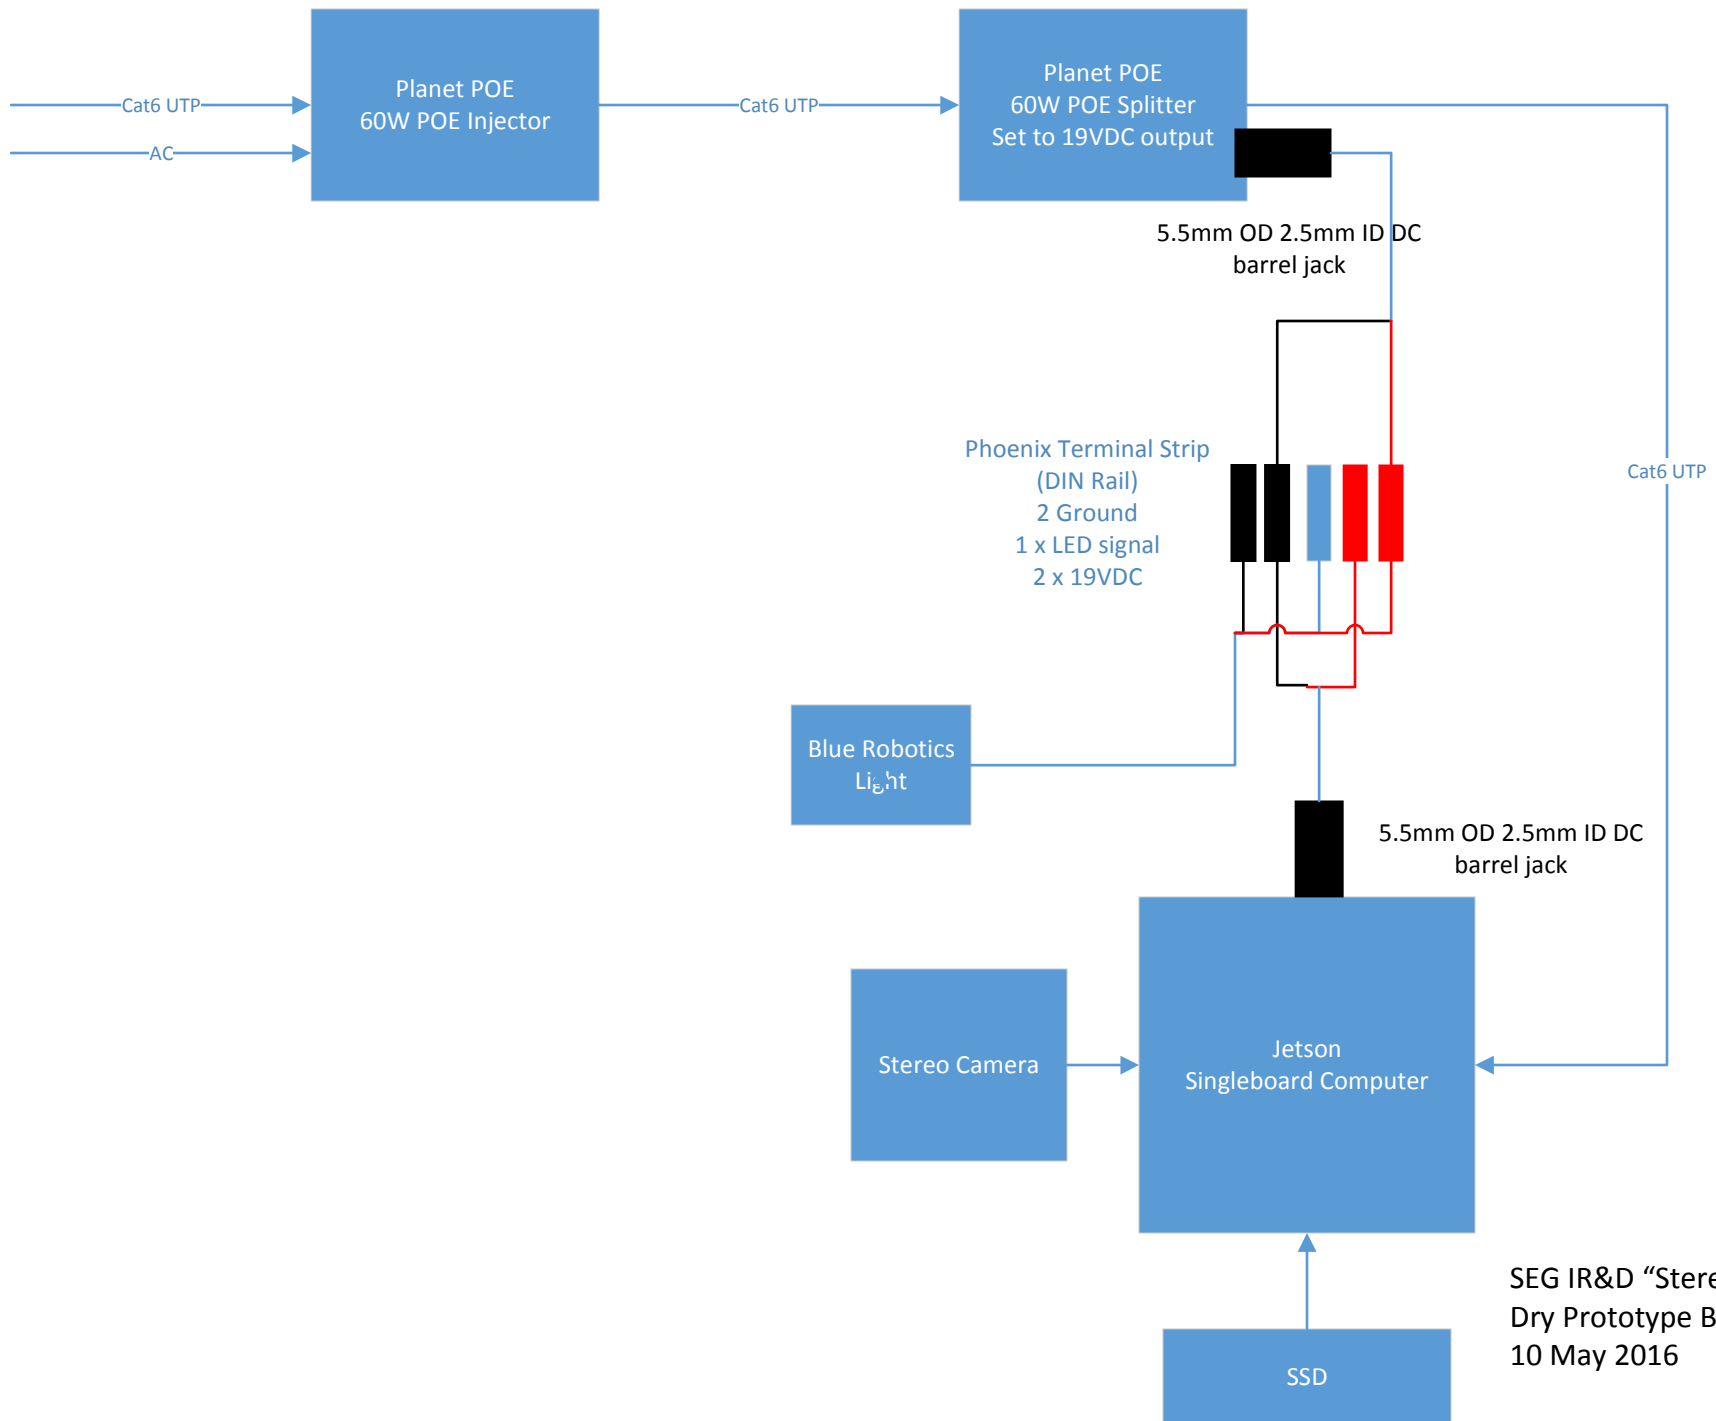 Planet POE
60W POE Injector
Planet POE
60W POE Splitter
Set to 19VDC output
Cat6 UTP
Cat6 UTP
AC
5.5mm OD 2.5mm ID DC
barrel jack
Phoenix Terminal Strip
(DIN Rail)
2 Ground
1 x LED signal
2 x 19VDC
Cat6 UTP
Blue Robotics
Light
5.5mm OD 2.5mm ID DC
barrel jack
Stereo Camera
Jetson
Singleboard Computer
SEG IR&D “Stere
Dry Prototype B
10 May 2016
SSD